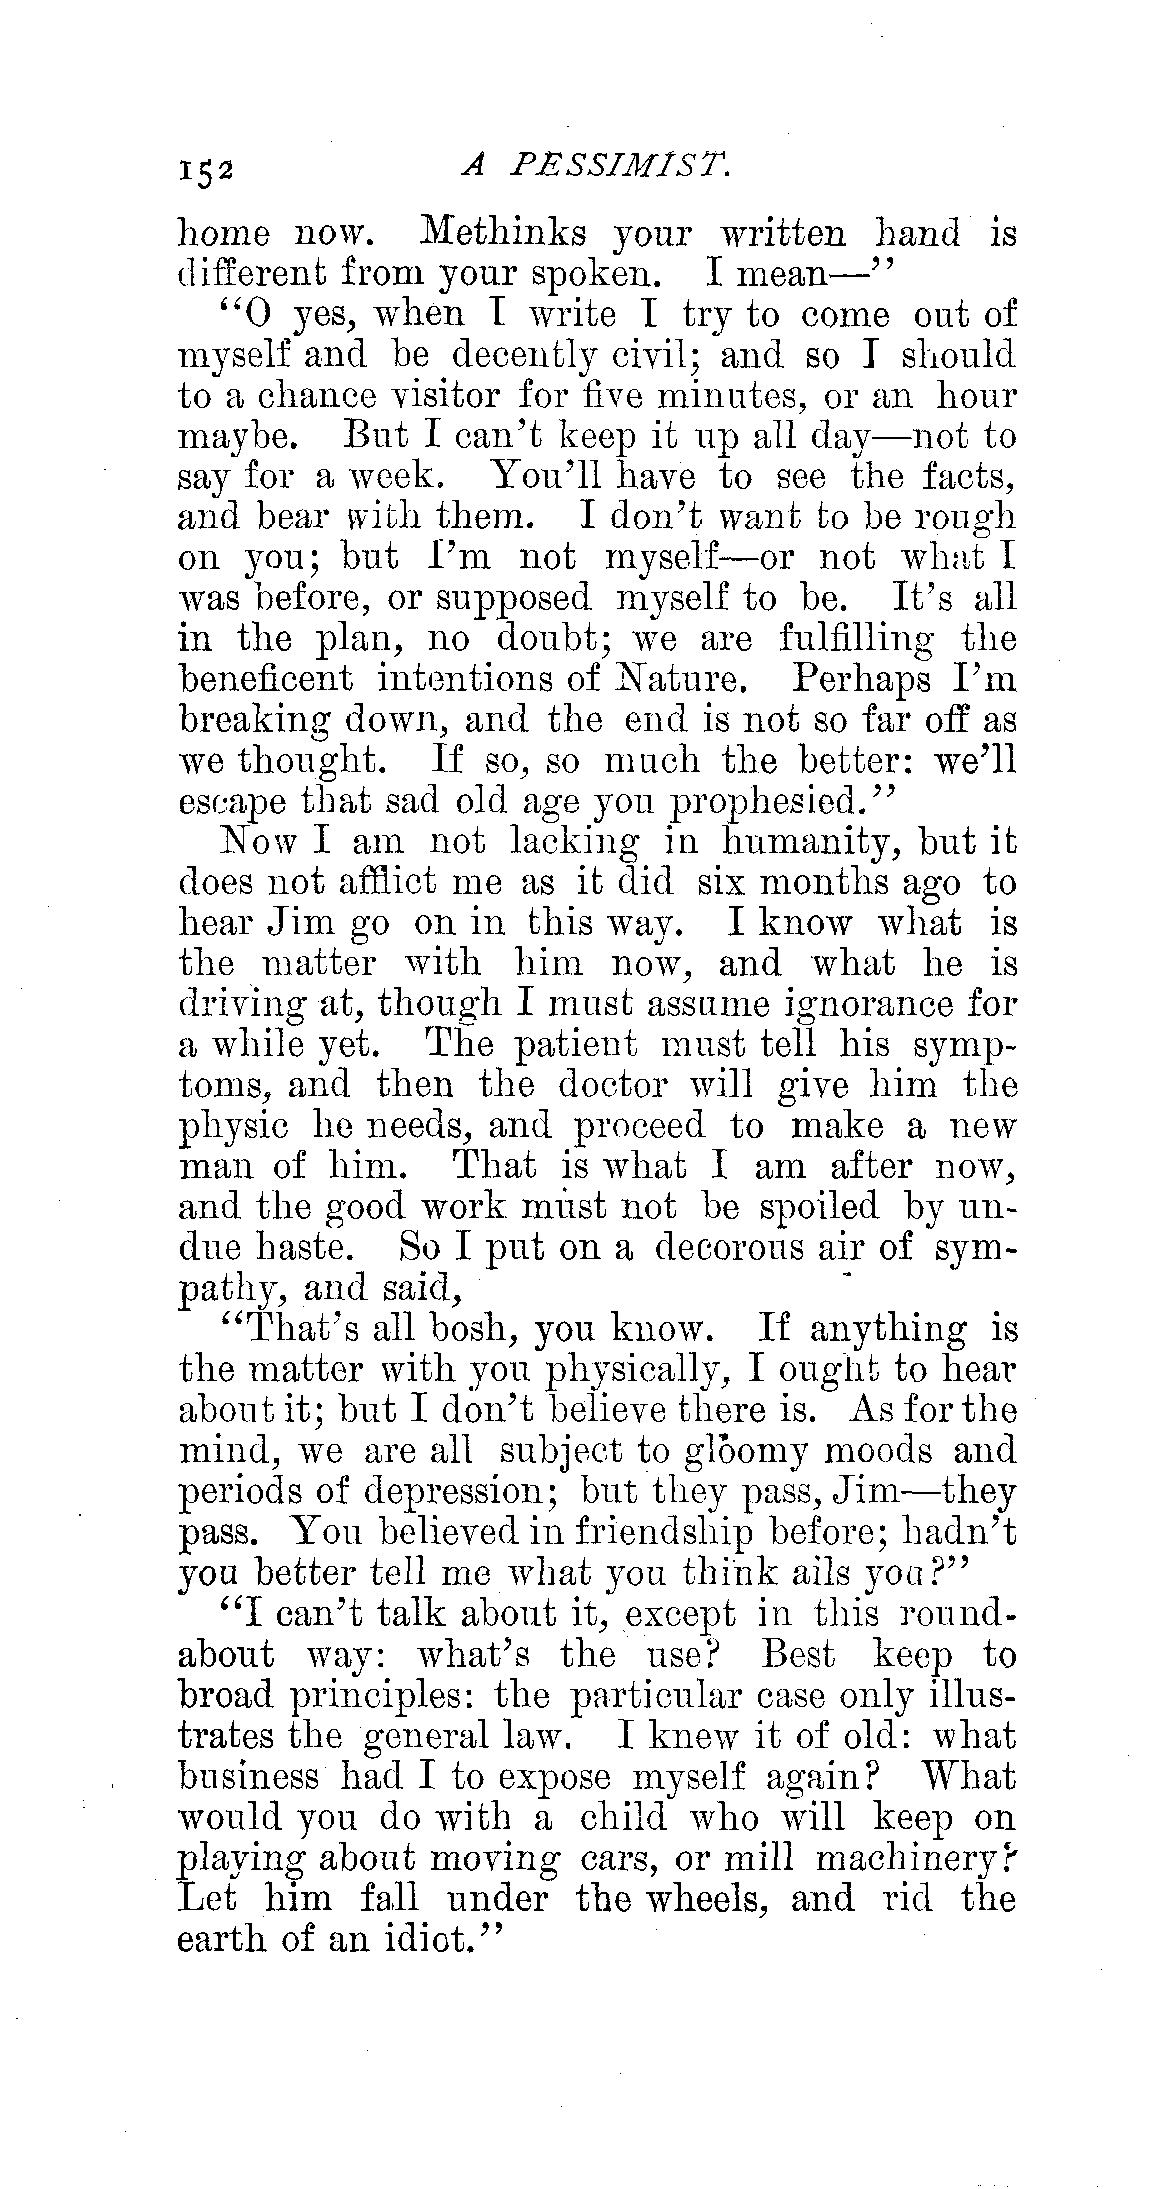 152 A PESSIMIST.
home now. Methinks your written hand is
different from your spoken. I mean—"
"O yes, when I write I try to come out of
myself and be decently civil; and so I should
to a chance visitor for five minutes, or an hour
maybe. But I can't keep it up all day—not to
say for a week. You'll have to see the facts,
and bear with them. I don't want to be rough
on you; but I'm not myself—or not what I
was before, or supposed myself to be. It's all
in the plan, no doubt; we are fulfilling the
beneficent intentions of Nature. Perhaps I'm
breaking down, and the end is not so far off as
we thought. If so, so much the better: we'll
escape that sad old age you prophesied."
Now I am not lacking in humanity, but it
does not afflict me as it did six months ago to
hear Jim go on in this way. I know what is
the matter with him now, and what he is
driving at, though I must assume ignorance for
a while yet. The patient must tell his symp-
toms, and then the doctor will give him the
physic he needs, and proceed to make a new
man of him. That is what I am after now,
and the good work must not be spoiled by un-
due haste. So I put on a decorous air of sym-
pathy, and said,
"That's all bosh, you know. If anything is
the matter with you physically, I ought to hear
about it; but I don't believe there is. As for the
mind, we are all subject to gloomy moods and
periods of depression; but they pass, Jim—they
pass. You believed in friendship before; hadn't
you better tell me what you think ails you?"
"I can't talk about it, except in this round-
about way: what's the use? Best keep to
broad principles: the particular case only illus-
trates the general law. I knew it of old: what
business had I to expose myself again? What
would you do with a child who will keep on
playing about moving cars, or mill machinery?
Let him fall under the wheels, and rid the
earth of an idiot."